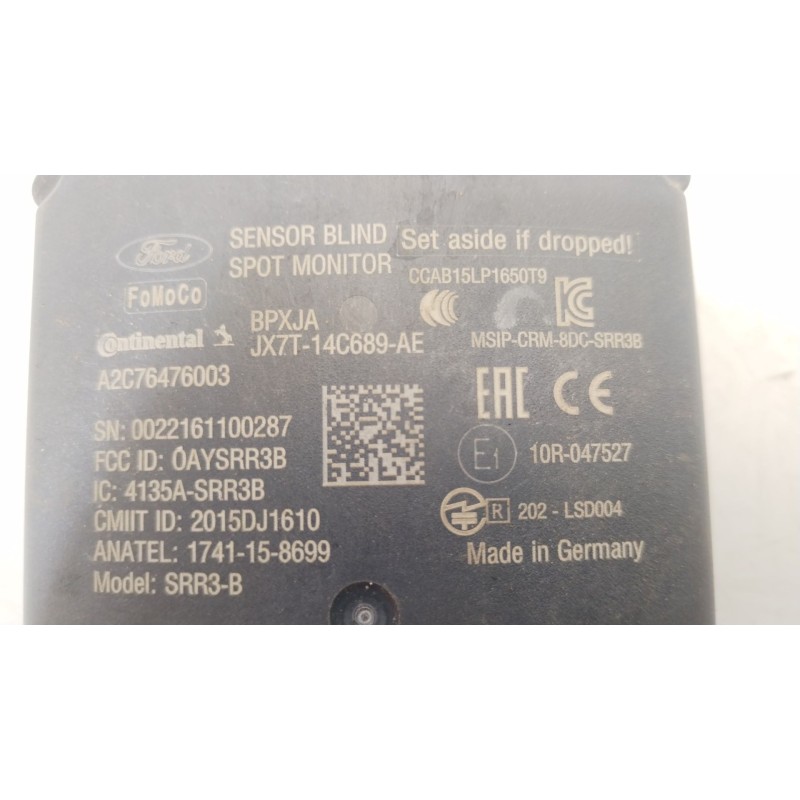 Ford
SENSOR BLIND
SPOT MONITOR
Set aside if dropped!
FoMoCo
CCAB15LP1650T9
Continental
BPXJA
JX7T-14C689-AE
MSIP-CRM-8DC-SRR3B
A2C76476003
SN: 0022161100287
FCC ID: OAYSRR3B
IC: 4135A-SRR3B
CMIIT ID: 2015DJ1610
ANATEL: 1741-15-8699
Model: SRR3-B
EAC CE
E1 10R-047527
R 202 - LSD004
Made in Germany